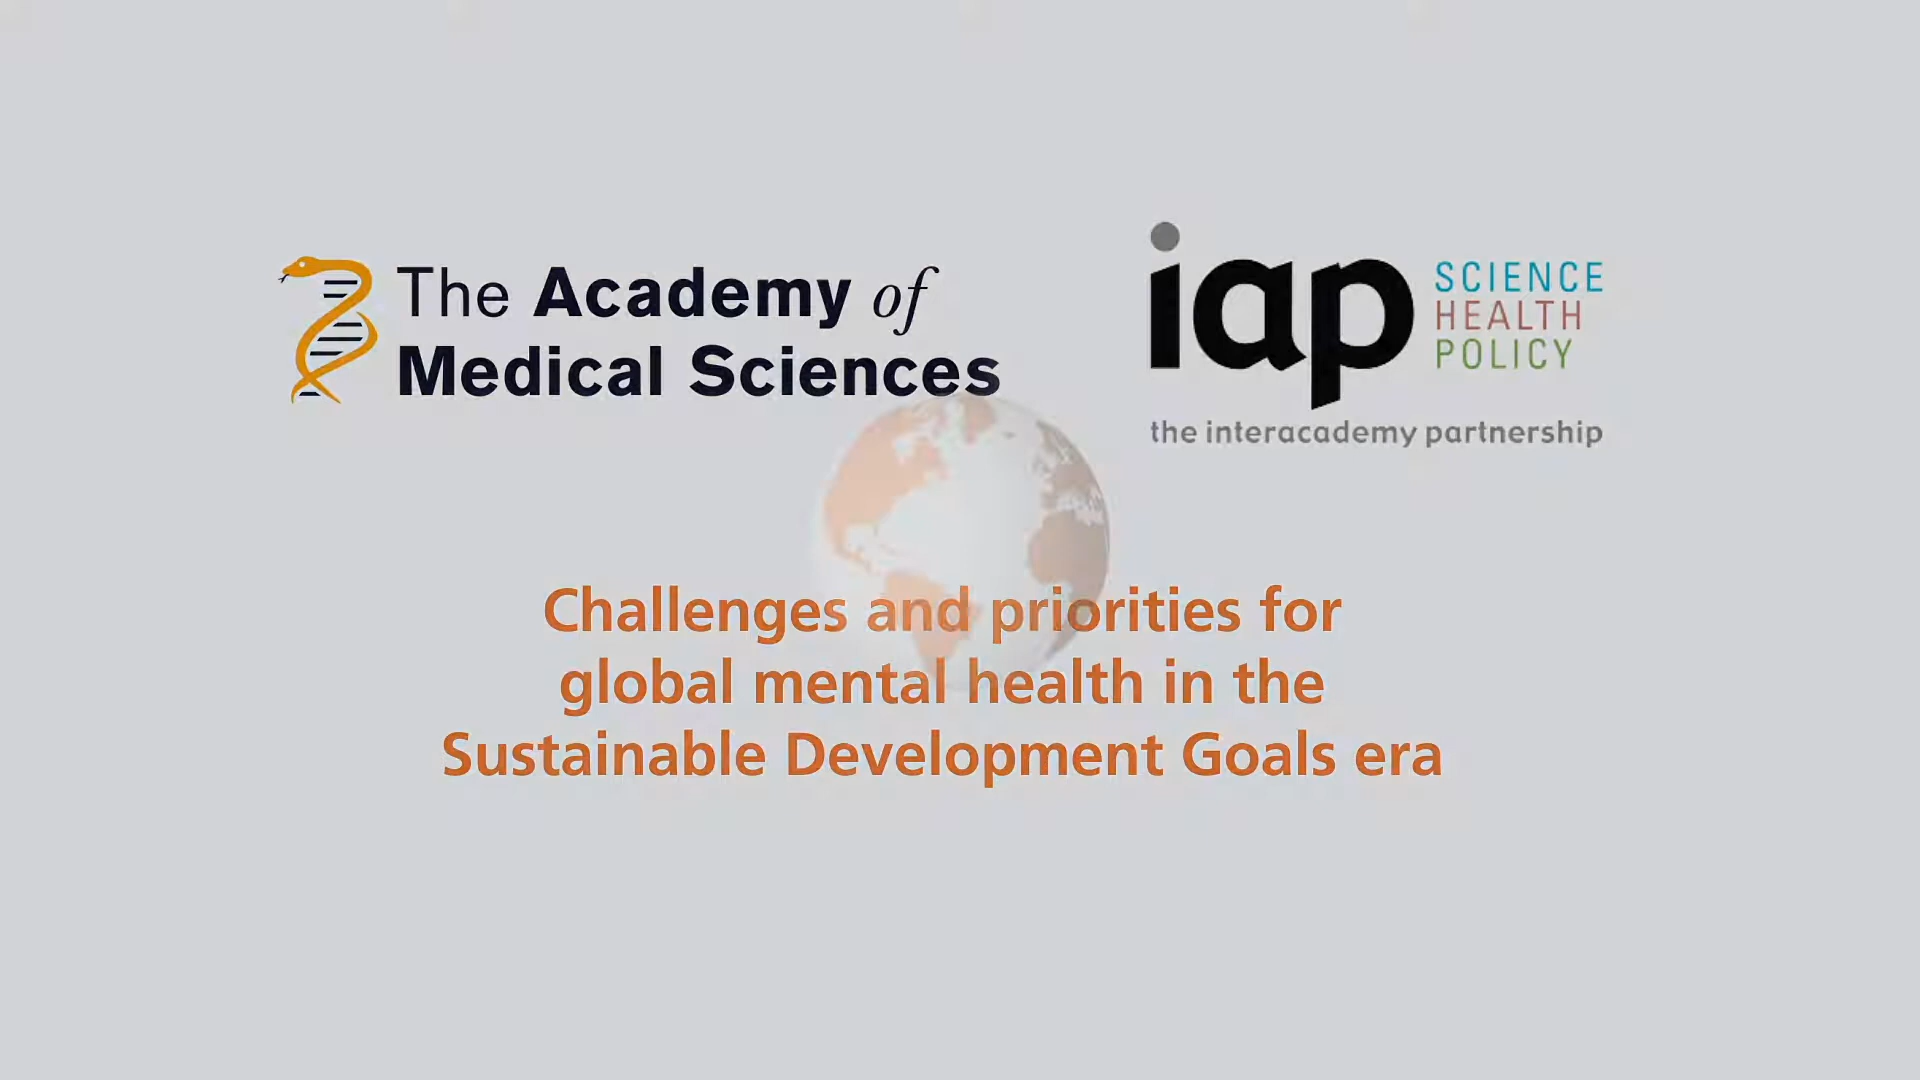 The Academy of
Medical Sciences
iap
SCIENCE
HEALTH
POLICY
the interacademy partnership
Challenges and priorities for
global mental health in the
Sustainable Development Goals era